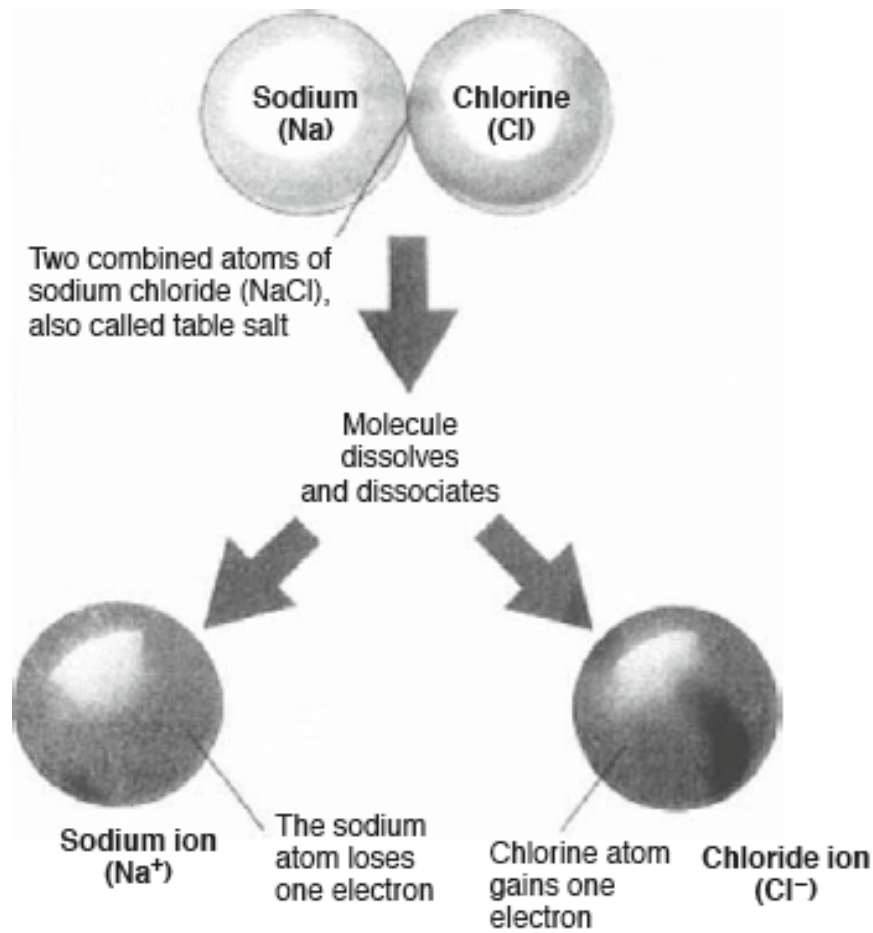 Sodium
(Na)
Chlorine
(Cl)
Two combined atoms of
sodium chloride (NaCl),
also called table salt
Molecule
dissolves
and dissociates
Sodium ion
(Na⁺)
The sodium
atom loses
one electron
Chlorine atom
gains one
electron
Chloride ion
(Cl⁻)